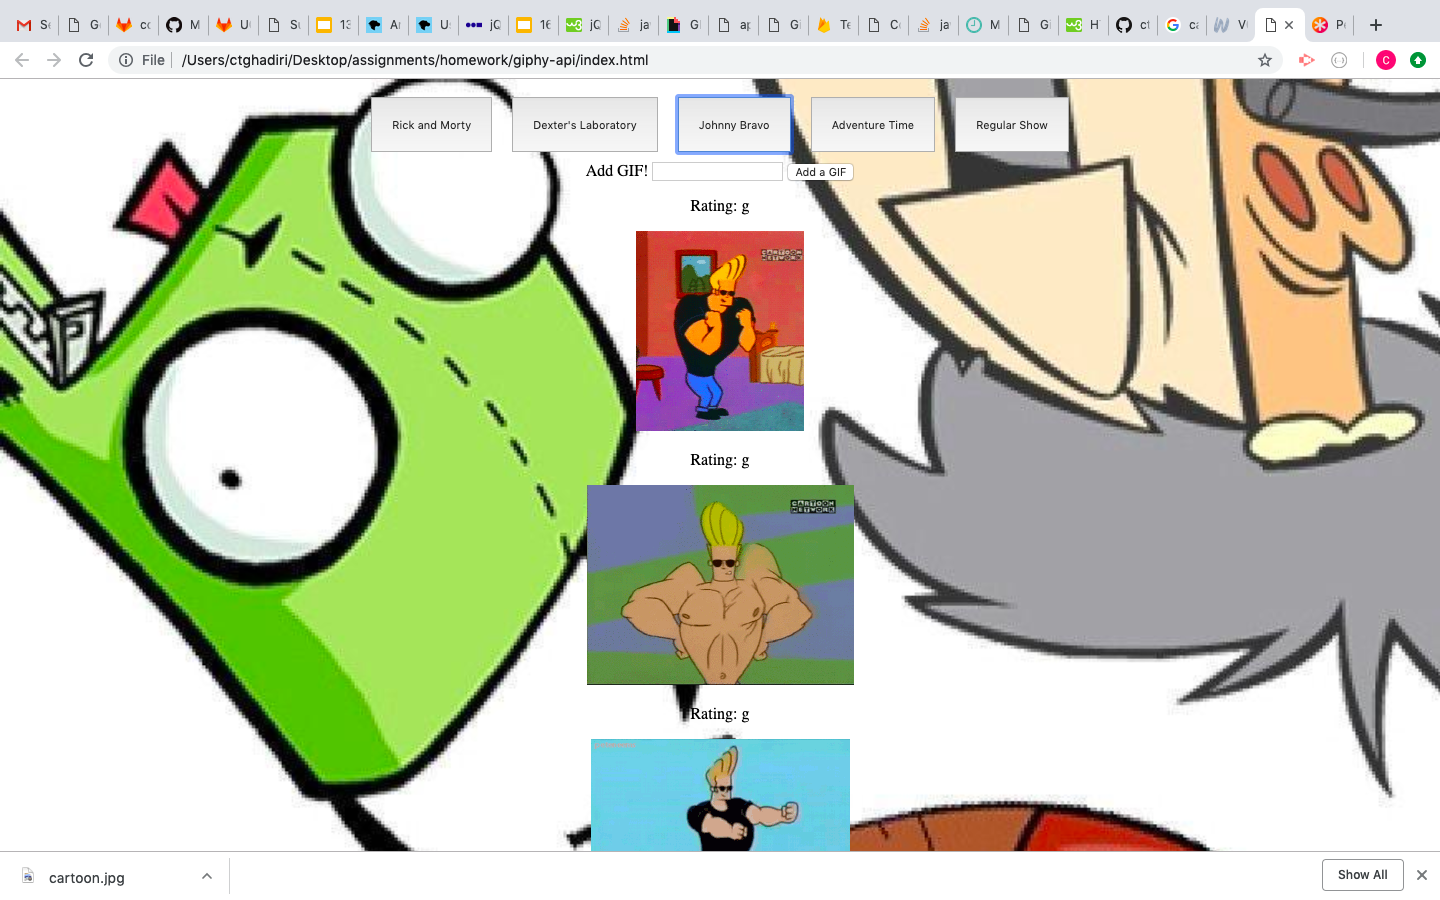 File /Users/ctghadiri/Desktop/assignments/homework/giphy-api/index.html
Rick and Morty Dexter's Laboratory Johnny Bravo Adventure Time Regular Show
Add GIF! Add a GIF
Rating: g
CARTOON
NETWORK
Rating: g
CARTOON
NETWORK
Rating: g
cartoon.jpg Show All